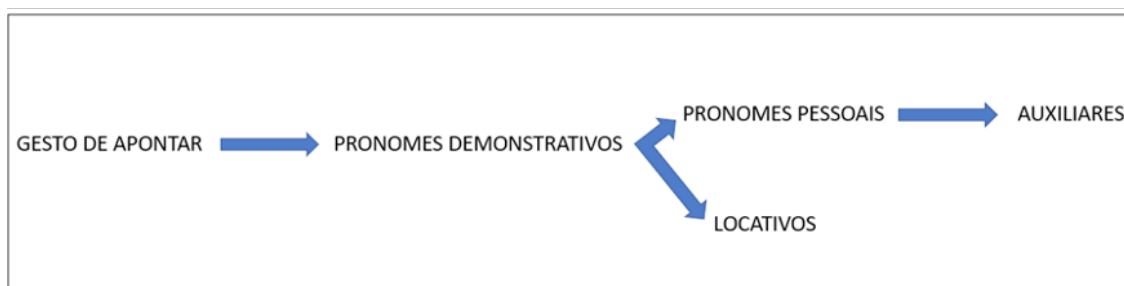 GESTO DE APONTAR
PRONOMES DEMONSTRATIVOS
PRONOMES PESSOAIS
AUXILIARES
LOCATIVOS